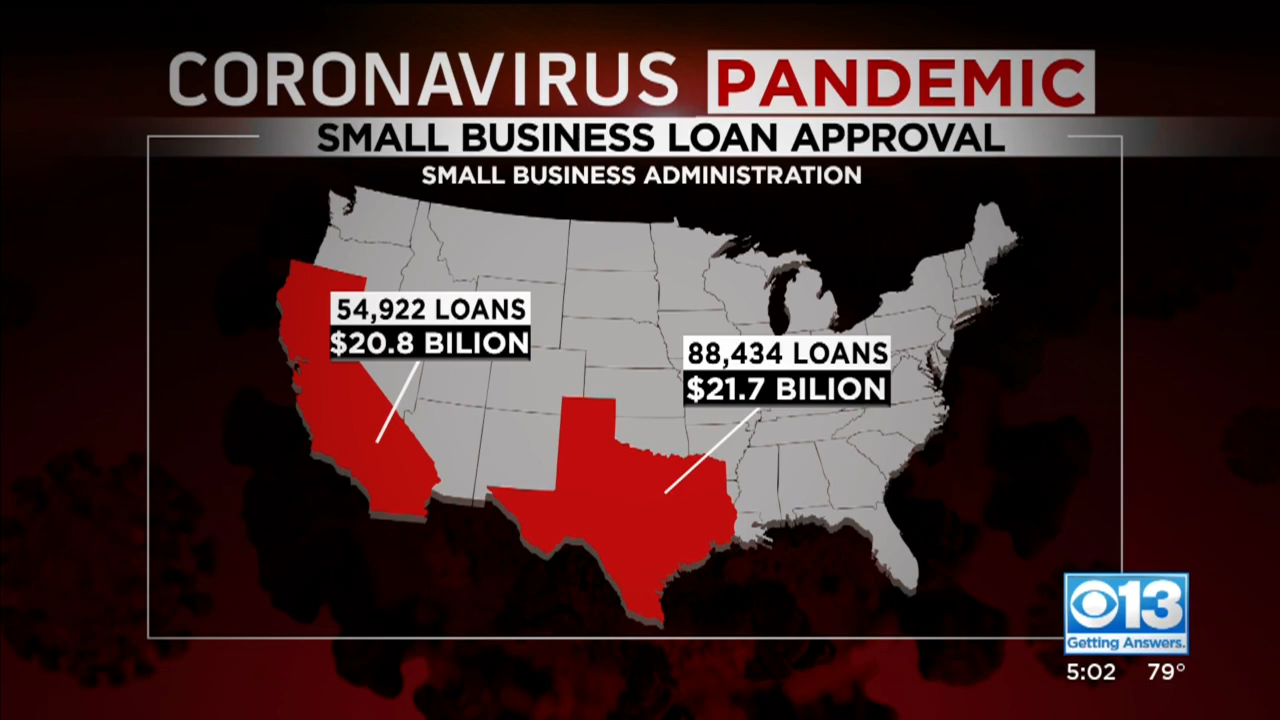 CORONAVIRUS PANDEMIC
SMALL BUSINESS LOAN APPROVAL
SMALL BUSINESS ADMINISTRATION
54,922 LOANS
$20.8 BILION
88,434 LOANS
$21.7 BILION
13
Getting Answers.
5:02 79°